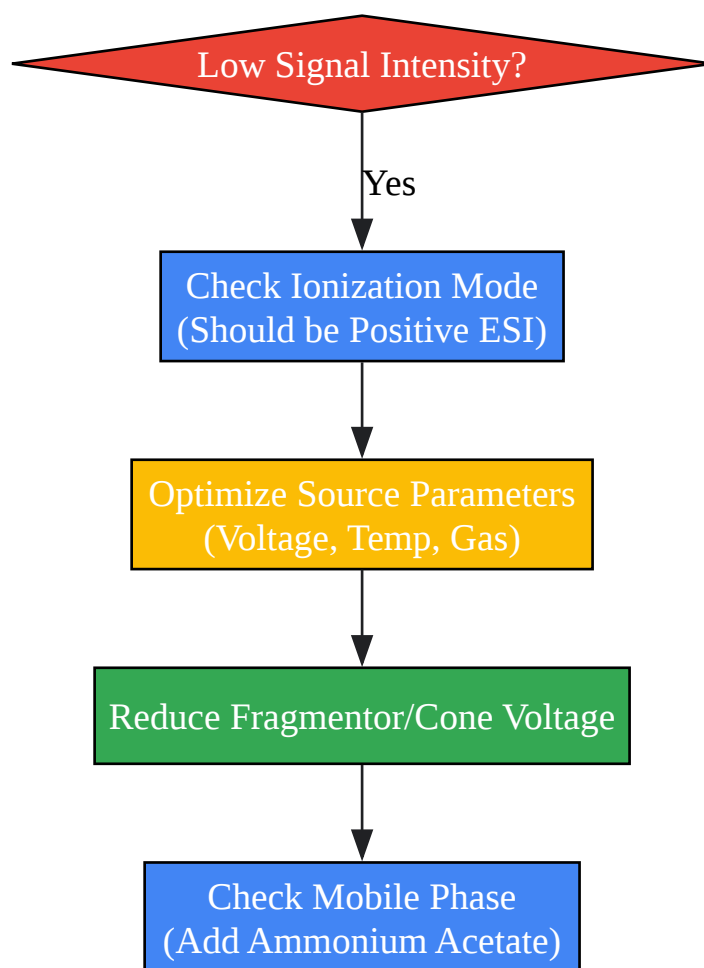 Low Signal Intensity?
Yes
Check Ionization Mode
(Should be Positive ESI)
Optimize Source Parameters
(Voltage, Temp, Gas)
Reduce Fragmentor/Cone Voltage
Check Mobile Phase
(Add Ammonium Acetate)